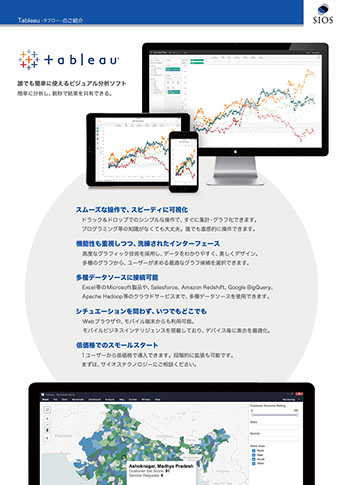 Tableau -タブロー- のご紹介
SIOS
tableau
誰でも簡単に使えるビジュアル分析ソフト
簡単に分析し、数秒で結果を共有できる。
スムーズな操作で、スピーディに可視化
ドラック＆ドロップでのシンプルな操作で、すぐに集計・グラフ化できます。
プログラミング等の知識がなくても大丈夫。誰でも直感的に操作できます。
機能性も重視しつつ、洗練されたインターフェース
高度なグラフィック技術を採用し、データをわかりやすく、美しくデザイン。
多種のグラフから、ユーザーが求める最適なグラフ候補を選択できます。
多種データソースに接続可能
Excel等のMicrosoft製品や、Salesforce、Amazon Redshift、Google BigQuery、
Apache Hadoop等のクラウドサービスまで、多種データソースを使用できます。
シチュエーションを問わず、いつでもどこでも
Webブラウザや、モバイル端末からも利用可能。
モバイルビジネスインテリジェンスを搭載しており、デバイス毎に表示を最適化。
低価格でのスモールスタート
1ユーザーから低価格で導入できます。段階的に拡張も可能です。
まずは、サイオステクノロジーにご相談ください。
Ashoknagar, Madhya Pradesh
Customer Sat Score: 91